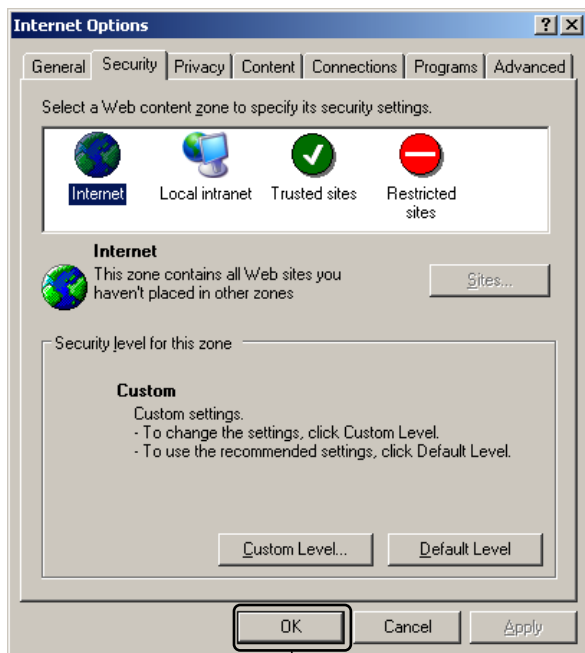 Internet Options
General Security Privacy Content Connections Programs Advanced
Select a Web content zone to specify its security settings.
Internet Local intranet Trusted sites Restricted sites
Internet
This zone contains all Web sites you
haven't placed in other zones
Sites...
Security level for this zone
Custom
Custom settings.
- To change the settings, click Custom Level.
- To use the recommended settings, click Default Level.
Custom Level... Default Level
OK Cancel Apply